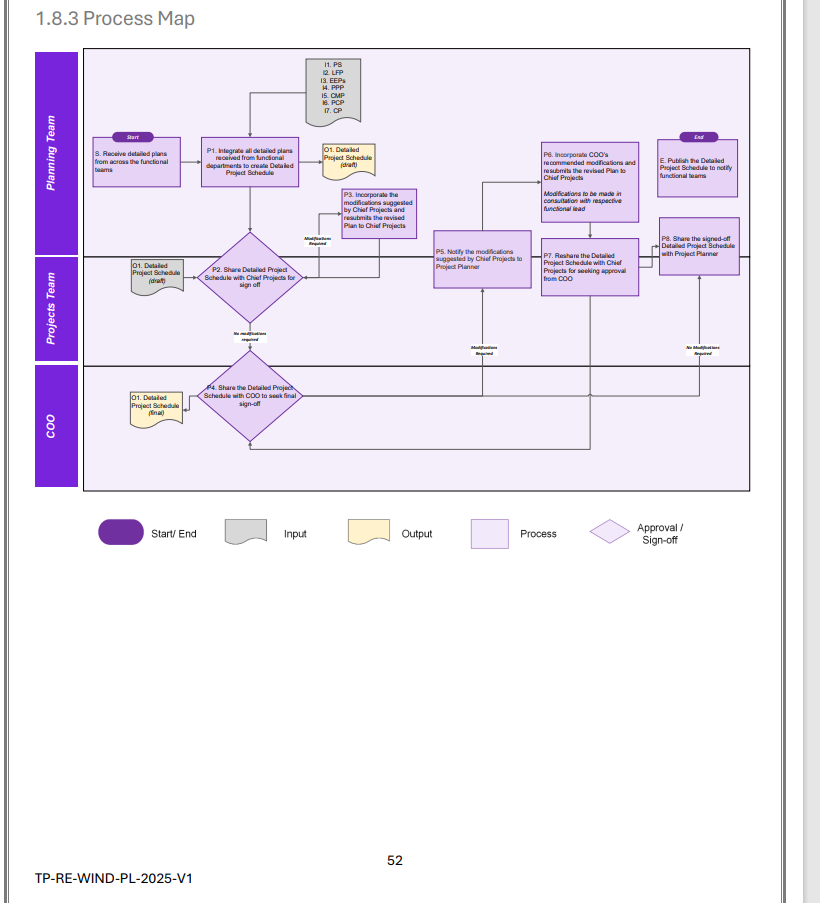 1.8.3 Process Map
Planning Team
Projects Team
COO
I1. PS
I2. LFP
I3. EEPs
I4. PPP
I5. CMP
I6. PCP
I7. CP
Start
S. Receive detailed plans
from across the functional
teams
P1. Integrate all detailed plans
received from functional
departments to create Detailed
Project Schedule
O1. Detailed
Project Schedule
(draft)
P3. Incorporate the
modifications suggested
by Chief Projects and
resubmits the revised
Plan to Chief Projects
Modifications
Required
O1. Detailed
Project Schedule
(draft)
P2. Share Detailed Project
Schedule with Chief Projects for
sign off
No modifications
required
P4. Share the Detailed Project
Schedule with COO to seek final
sign-off
O1. Detailed
Project Schedule
(final)
P5. Notify the modifications
suggested by Chief Projects to
Project Planner
Modifications
Required
P6. Incorporate COO's
recommended modifications and
resubmits the revised Plan to
Chief Projects
Modifications to be made in
consultation with respective
functional lead
P7. Reshare the Detailed
Project Schedule with Chief
Projects for seeking approval
from COO
End
E. Publish the Detailed
Project Schedule to notify
functional teams
P8. Share the signed-off
Detailed Project Schedule
with Project Planner
No Modifications
Required
Start/ End
Input
Output
Process
Approval /
Sign-off
52
TP-RE-WIND-PL-2025-V1